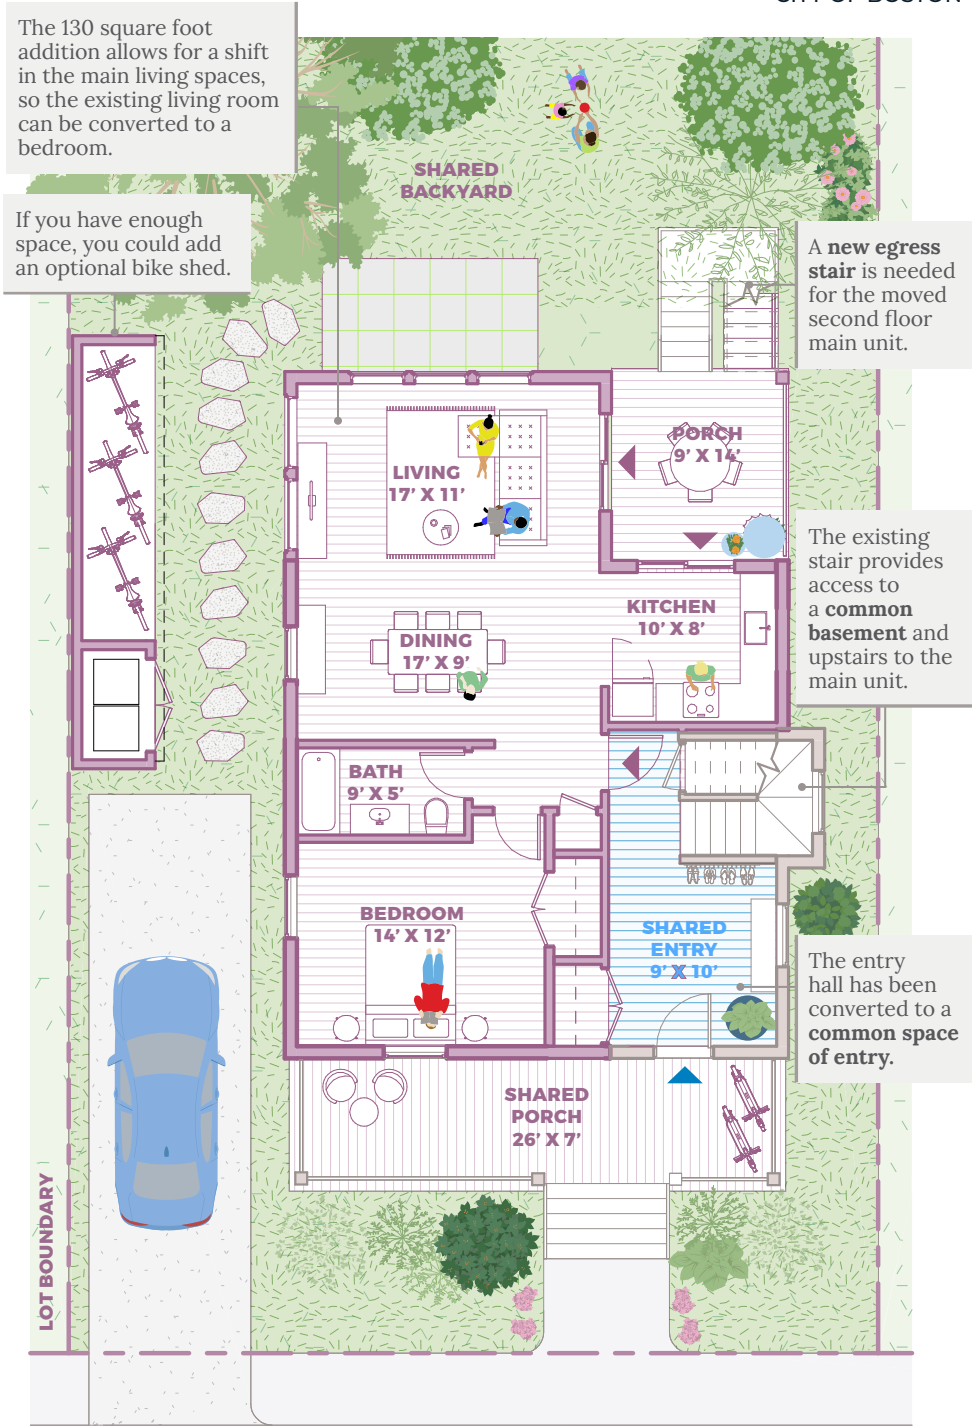 CITY OF BOSTON
The 130 square foot
addition allows for a shift
in the main living spaces,
so the existing living room
can be converted to a
bedroom.
SHARED
BACKYARD
If you have enough
space, you could add
an optional bike shed.
A new egress
stair is needed
for the moved
second floor
main unit.
PORCH
9’ X 14’
LIVING
17’ X 11’
The existing
stair provides
access to
a common
basement and
upstairs to the
main unit.
KITCHEN
10’ X 8’
DINING
17’ X 9’
BATH
9’ X 5’
BEDROOM
14’ X 12’
SHARED
ENTRY
9’ X 10’
The entry
hall has been
converted to a
common space
of entry.
SHARED
PORCH
26’ X 7’
LOT BOUNDARY